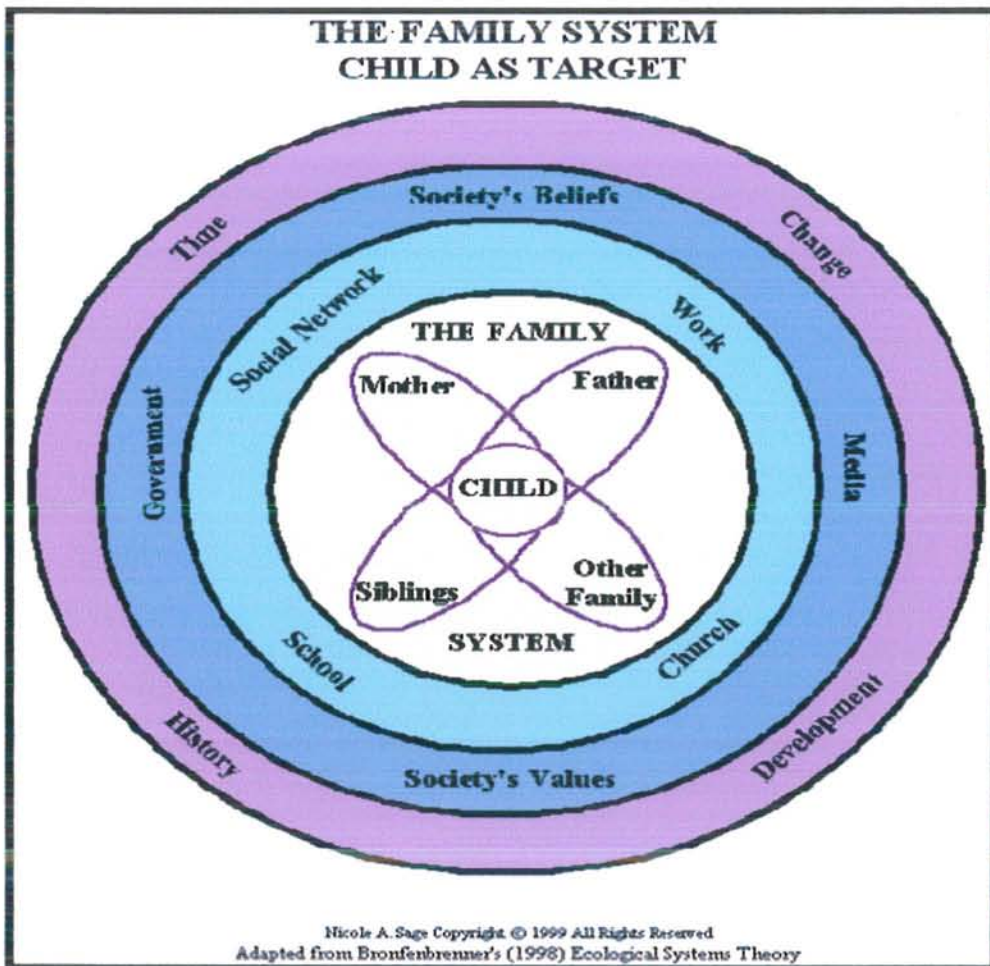 THE FAMILY SYSTEM
CHILD AS TARGET
Society's Beliefs
Time
Change
Social Network
Work
THE FAMILY
Mother
Father
Government
CHILD
Media
Siblings
Other
Family
SYSTEM
School
Church
History
Development
Society's Values
Nicole A. Sage Copyright © 1999 All Rights Reserved
Adapted from Bronfenbrenner's (1998) Ecological Systems Theory